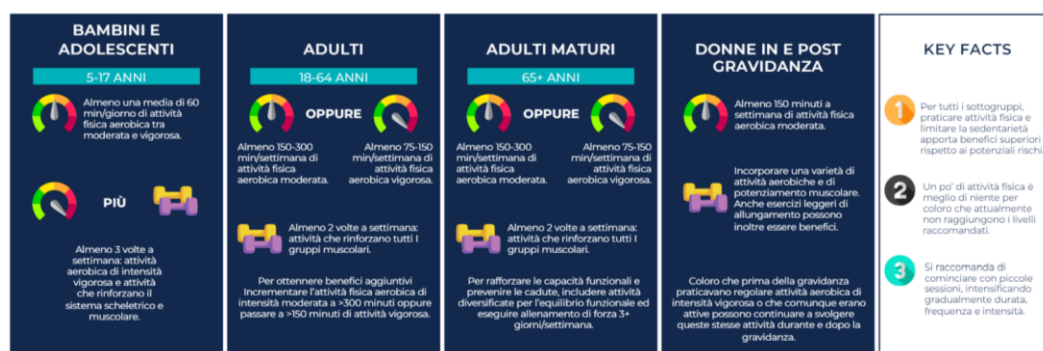 BAMBINI E
ADOLESCENTI
5-17 ANNI
Almeno una media di 60
min/giorno di attività
fisica aerobica tra
moderata e vigorosa.
PIÙ
Almeno 3 volte a
settimana: attività
aerobica di intensità
vigorosa e attività
che rinforzano il
sistema scheletrico e
muscolare.
ADULTI
18-64 ANNI
OPPURE
Almeno 150-300
min/settimana di
attività fisica
aerobica moderata.
Almeno 75-150
min/settimana di
attività fisica
aerobica vigorosa.
Almeno 2 volte a settimana:
attività che rinforzano tutti I
gruppi muscolari.
Per ottennere benefici aggiuntivi
Incrementare l'attività fisica aerobica di
intensità moderata a >300 minuti oppure
passare a >150 minuti di attività vigorosa.
ADULTI MATURI
65+ ANNI
OPPURE
Almeno 150-300
min/settimana di
attività fisica
aerobica moderata.
Almeno 75-150
min/settimana di
attività fisica
aerobica vigorosa.
Almeno 2 volte a settimana:
attività che rinforzano tutti I
gruppi muscolari.
Per rafforzare le capacità funzionali e
prevenire le cadute, includere attività
diversificate per l'equilibrio funzionale ed
eseguire allenamento di forza 3+
giorni/settimana.
DONNE IN E POST
GRAVIDANZA
Almeno 150 minuti a
settimana di attività fisica
aerobica moderata.
Incorporare una varietà di
attività aerobiche e di
potenziamento muscolare.
Anche esercizi leggeri di
allungamento possono
inoltre essere benefici.
Coloro che prima della gravidanza
praticavano regolare attività aerobica di
intensità vigorosa o che comunque erano
attive possono continuare a svolgere
queste stesse attività durante e dopo la
gravidanza.
KEY FACTS
1
Per tutti i sottogruppi,
praticare attività fisica e
limitare la sedentarietà
apporta benefici superiori
rispetto ai potenziali rischi
2
Un po' di attività fisica è
meglio di niente per
coloro che attualmente
non raggiungono i livelli
raccomandati.
3
Si raccomanda di
cominciare con piccole
sessioni, intensificando
gradualmente durata,
frequenza e intensità.